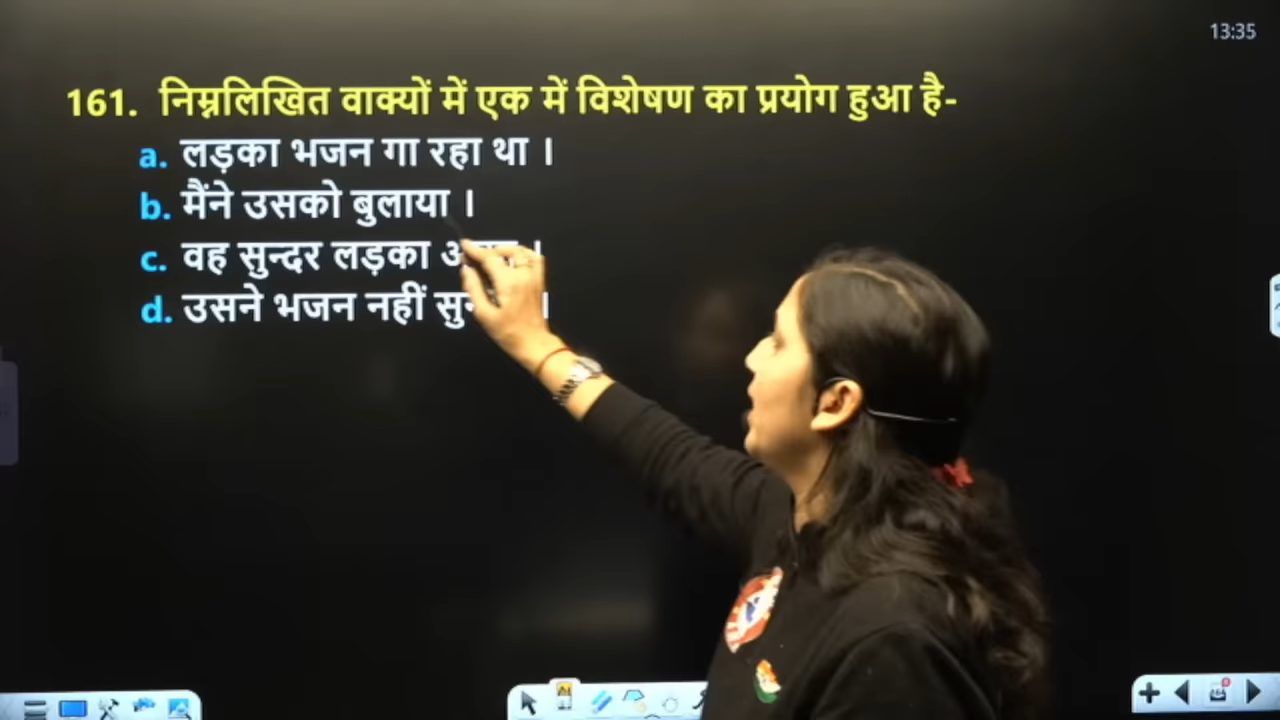 13:35
161. निम्नलिखित वाक्यों में एक में विशेषण का प्रयोग हुआ है-
a. लड़का भजन गा रहा था ।
b. मैंने उसको बुलाया ।
c. वह सुन्दर लड़का ।
d. उसने भजन नहीं ।